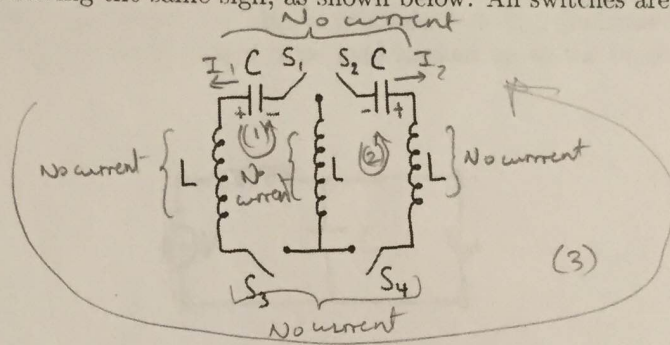 ing the same sign, as shown below. All switches are
No current
I1 C S1 S2 C I2
+ - - +
1 2
No current L No current L L No current
(3)
S3 S4
No current